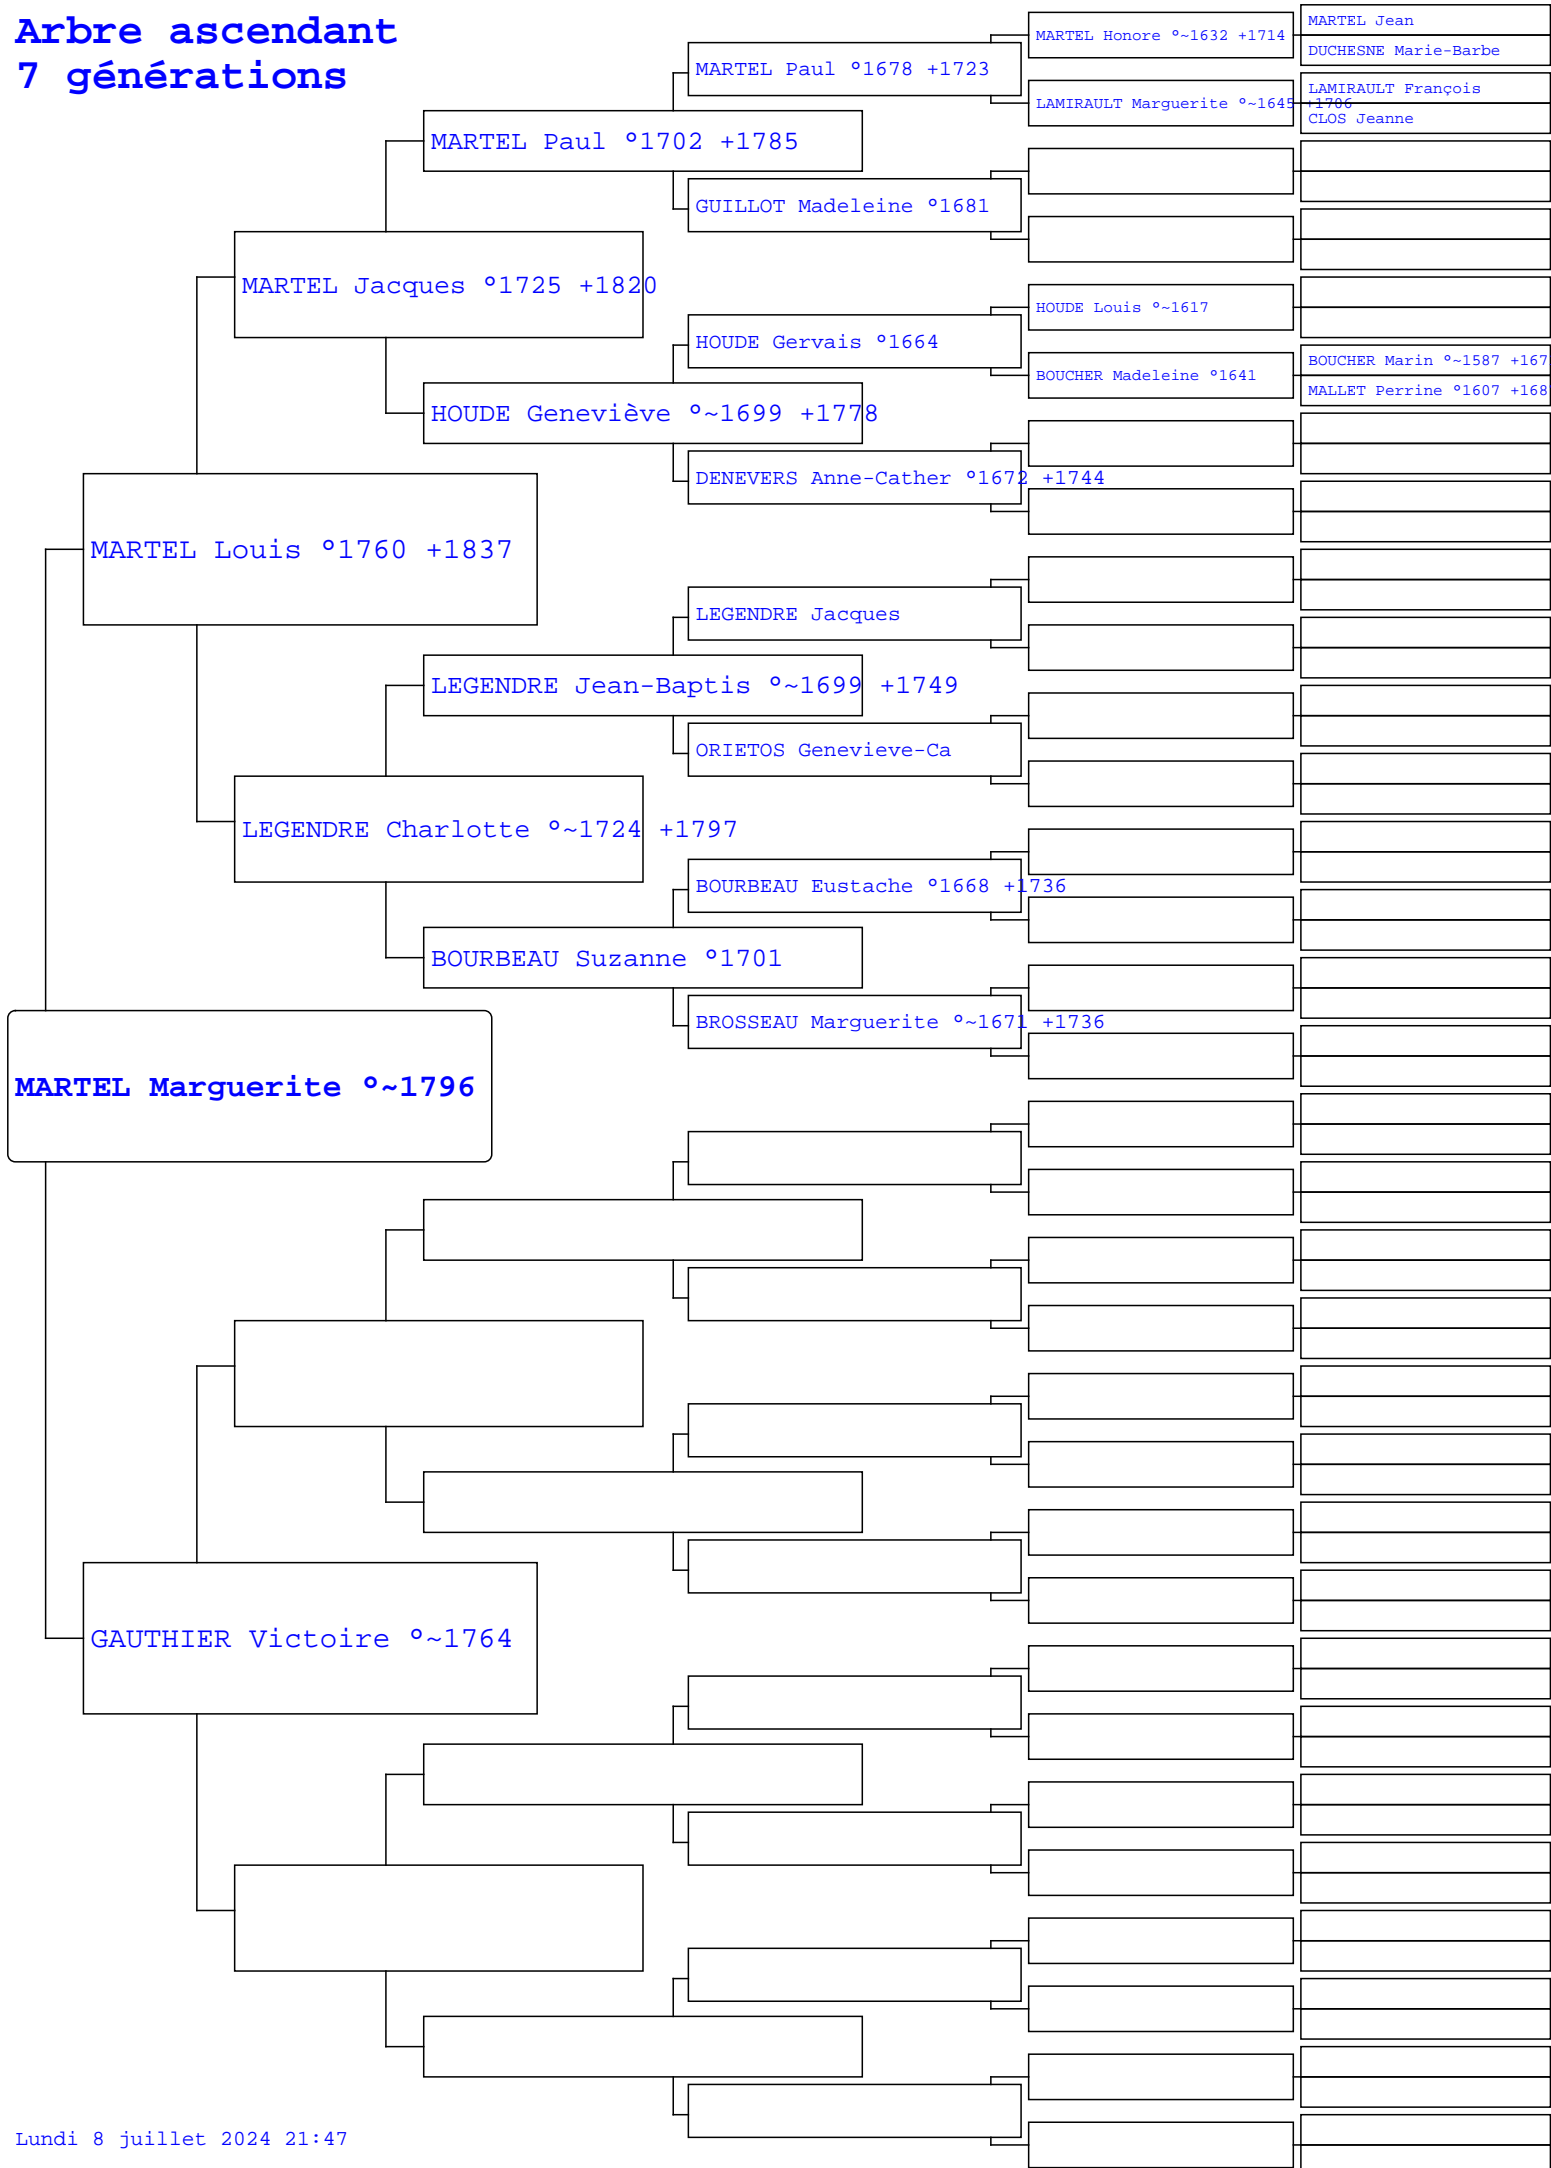 Arbre ascendant
7 générations
MARTEL Jean
MARTEL Honore °~1632 +1714
DUCHESNE Marie-Barbe
MARTEL Paul °1678 +1723
LAMIRAULT François
LAMIRAULT Marguerite °~1645 +1706
CLOS Jeanne
MARTEL Paul °1702 +1785
GUILLOT Madeleine °1681
MARTEL Jacques °1725 +1820
HOUDE Louis °~1617
HOUDE Gervais °1664
BOUCHER Marin °~1587 +167
BOUCHER Madeleine °1641
MALLET Perrine °1607 +168
HOUDE Geneviève °~1699 +1778
DENEVERS Anne-Cather °1672 +1744
MARTEL Louis °1760 +1837
LEGENDRE Jacques
LEGENDRE Jean-Baptis °~1699 +1749
ORIETOS Genevieve-Ca
LEGENDRE Charlotte °~1724 +1797
BOURBEAU Eustache °1668 +1736
BOURBEAU Suzanne °1701
BROSSEAU Marguerite °~1671 +1736
MARTEL Marguerite °~1796
GAUTHIER Victoire °~1764
Lundi 8 juillet 2024 21:47